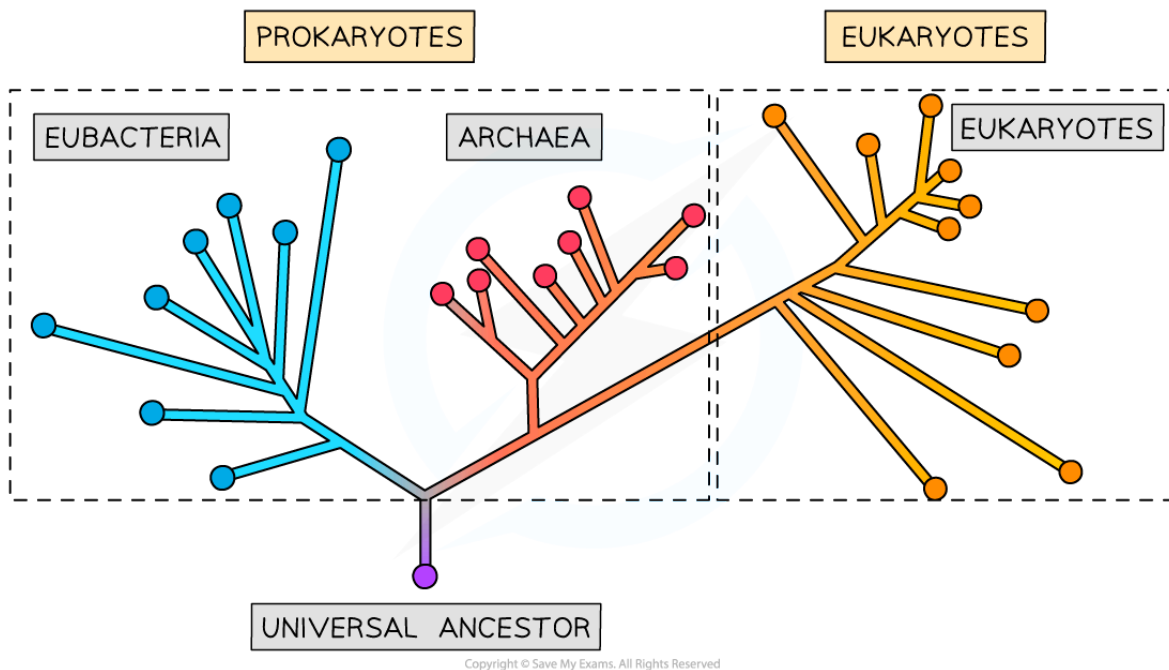 PROKARYOTES
EUKARYOTES
EUBACTERIA
ARCHAEA
EUKARYOTES
UNIVERSAL ANCESTOR
Copyright © Save My Exams. All Rights Reserved